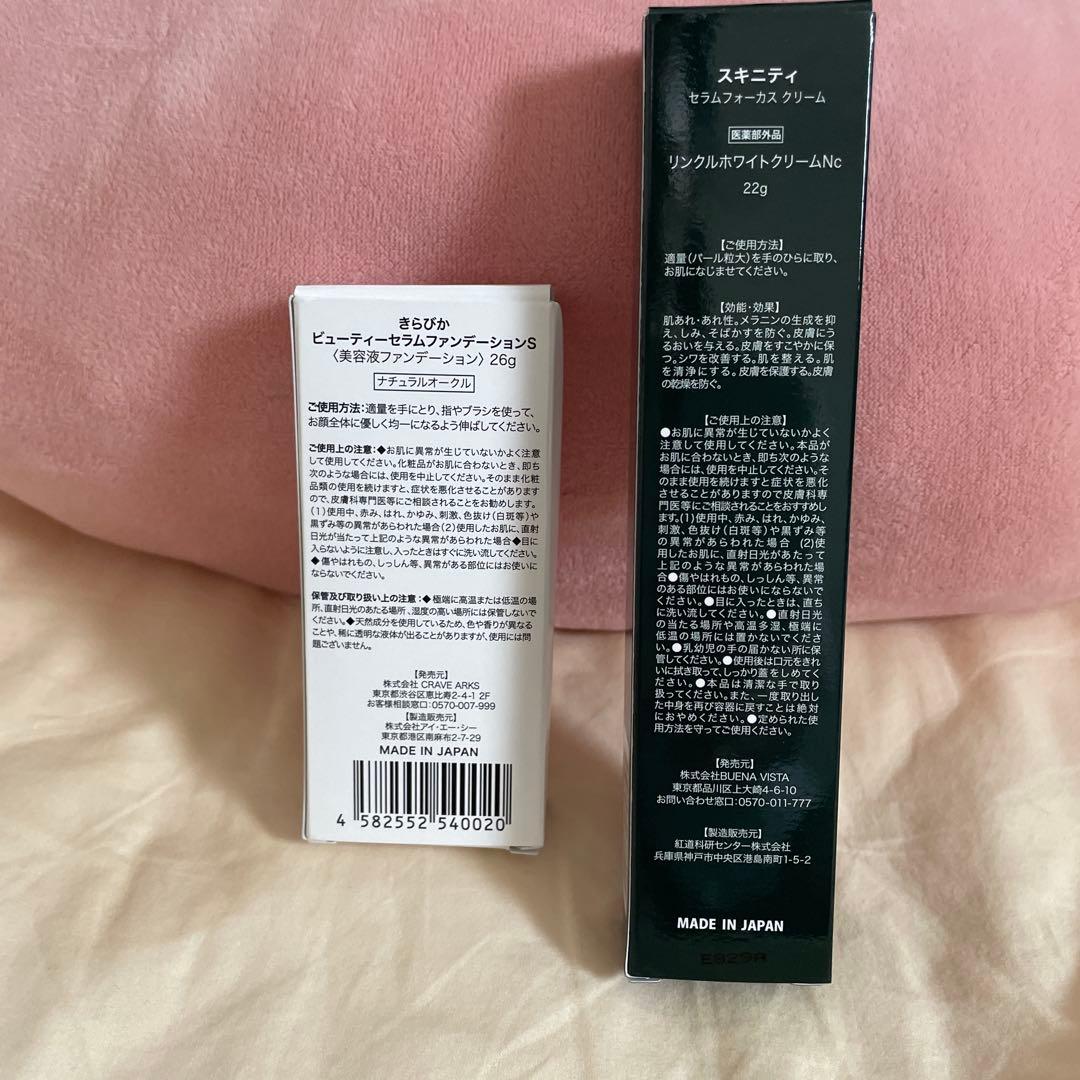 きらぴか
ビューティーセラムファンデーションS
〈美容液ファンデーション〉26g
ナチュラルオークル
ご使用方法：適量を手にとり、指やブラシを使って、
お顔全体に優しく均一になるよう伸ばしてください。
ご使用上の注意：◆お肌に異常が生じていないかよく注意
して使用してください。化粧品がお肌に合わないとき、即ち
次のような場合には、使用を中止してください。そのまま化粧
品類の使用を続けますと、症状を悪化させることがあります
ので、皮膚科専門医等にご相談されることをお勧めします。
(1)使用中、赤み、はれ、かゆみ、刺激、色抜け(白斑等)や
黒ずみ等の異常があらわれた場合(2)使用したお肌に、直射
日光が当たって上記のような異常があらわれた場合◆目に
入らないように注意し、入ったときはすぐに洗い流してください。
◆傷やはれもの、しっしん等、異常がある部位にはお使いに
ならないでください。
保管及び取り扱い上の注意：◆極端に高温または低温の場
所、直射日光のあたる場所、湿度の高い場所には保管しないで
ください。◆天然成分を使用しているため、色や香りが異なる
ことや、稀に透明な液体が出ることがありますが、使用には問
題ございません。
【発売元】
株式会社 CRAVE ARKS
東京都渋谷区恵比寿2-4-1 2F
お客様相談窓口:0570-007-999
【製造販売元】
株式会社アイ・エー・シー
東京都港区南麻布2-7-29
MADE IN JAPAN
4 582552 540020
スキニティ
セラムフォーカス クリーム
医薬部外品
リンクルホワイトクリームNc
22g
【ご使用方法】
適量(パール粒大)を手のひらに取り、
お肌になじませてください。
【効能・効果】
肌あれ・あれ性。メラニンの生成を抑
え、しみ、そばかすを防ぐ。皮膚にう
るおいを与える。皮膚をすこやかに保
つ。シワを改善する。肌を整える。肌
を清浄にする。皮膚を保護する。皮膚
の乾燥を防ぐ。
【ご使用上の注意】
●お肌に異常が生じていないかよく
注意して使用してください。本品が
お肌に合わないとき、即ち次のような
場合には、使用を中止してください。そ
のまま使用を続けますと症状を悪化
させることがありますので皮膚科専
門医等にご相談されることをおすすめし
ます。(1)使用中、赤み、はれ、かゆみ、
刺激、色抜け(白斑等)や黒ずみ等
の異常があらわれた場合 (2)使
用したお肌に、直射日光があたって
上記のような異常があらわれた場
合●傷やはれもの、しっしん等、異常
のある部位にはお使いにならないでく
ださい。●目に入ったときは、直ち
に洗い流してください。●直射日光
の当たる場所や高温多湿、極端に
低温の場所には置かないでくださ
い。●乳幼児の手の届かない所に保
管してください。●使用後は口元をきれ
いに拭き取って、しっかり蓋をしめてく
ださい。●本品は清潔な手で取り
扱ってください。また、一度取り出し
た中身を再び容器に戻すことは絶対
におやめください。●定められた使
用方法を守ってご使用ください。
【発売元】
株式会社BUENA VISTA
東京都品川区上大崎4-6-10
お問い合わせ窓口:0570-011-777
【製造販売元】
紅道科研センター株式会社
兵庫県神戸市中央区港島南町1-5-2
MADE IN JAPAN
E829A